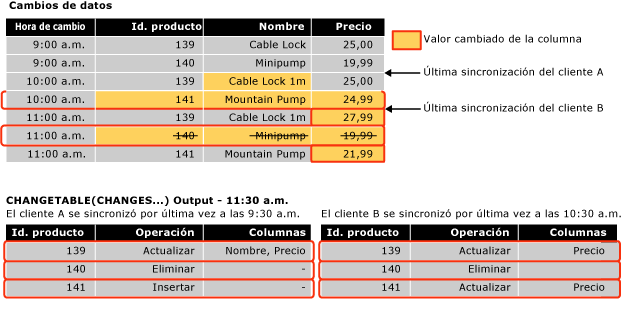 Cambios de datos
Hora de cambio Id. producto Nombre Precio
9:00 a.m. 139 Cable Lock 25,00
9:00 a.m. 140 Minipump 19,99
10:00 a.m. 139 Cable Lock 1m 25,00
10:00 a.m. 141 Mountain Pump 24,99
11:00 a.m. 139 Cable Lock 1m 27,99
11:00 a.m. 140 Minipump 19,99
11:00 a.m. 141 Mountain Pump 21,99
Valor cambiado de la columna
Última sincronización del cliente A
Última sincronización del cliente B
CHANGETABLE(CHANGES...) Output - 11:30 a.m.
El cliente A se sincronizó por última vez a las 9:30 a.m.
Id. producto Operación Columnas
139 Actualizar Nombre, Precio
140 Eliminar -
141 Insertar -
El cliente B se sincronizó por última vez a las 10:30 a.m.
Id. producto Operación Columnas
139 Actualizar Precio
140 Eliminar
141 Actualizar Precio